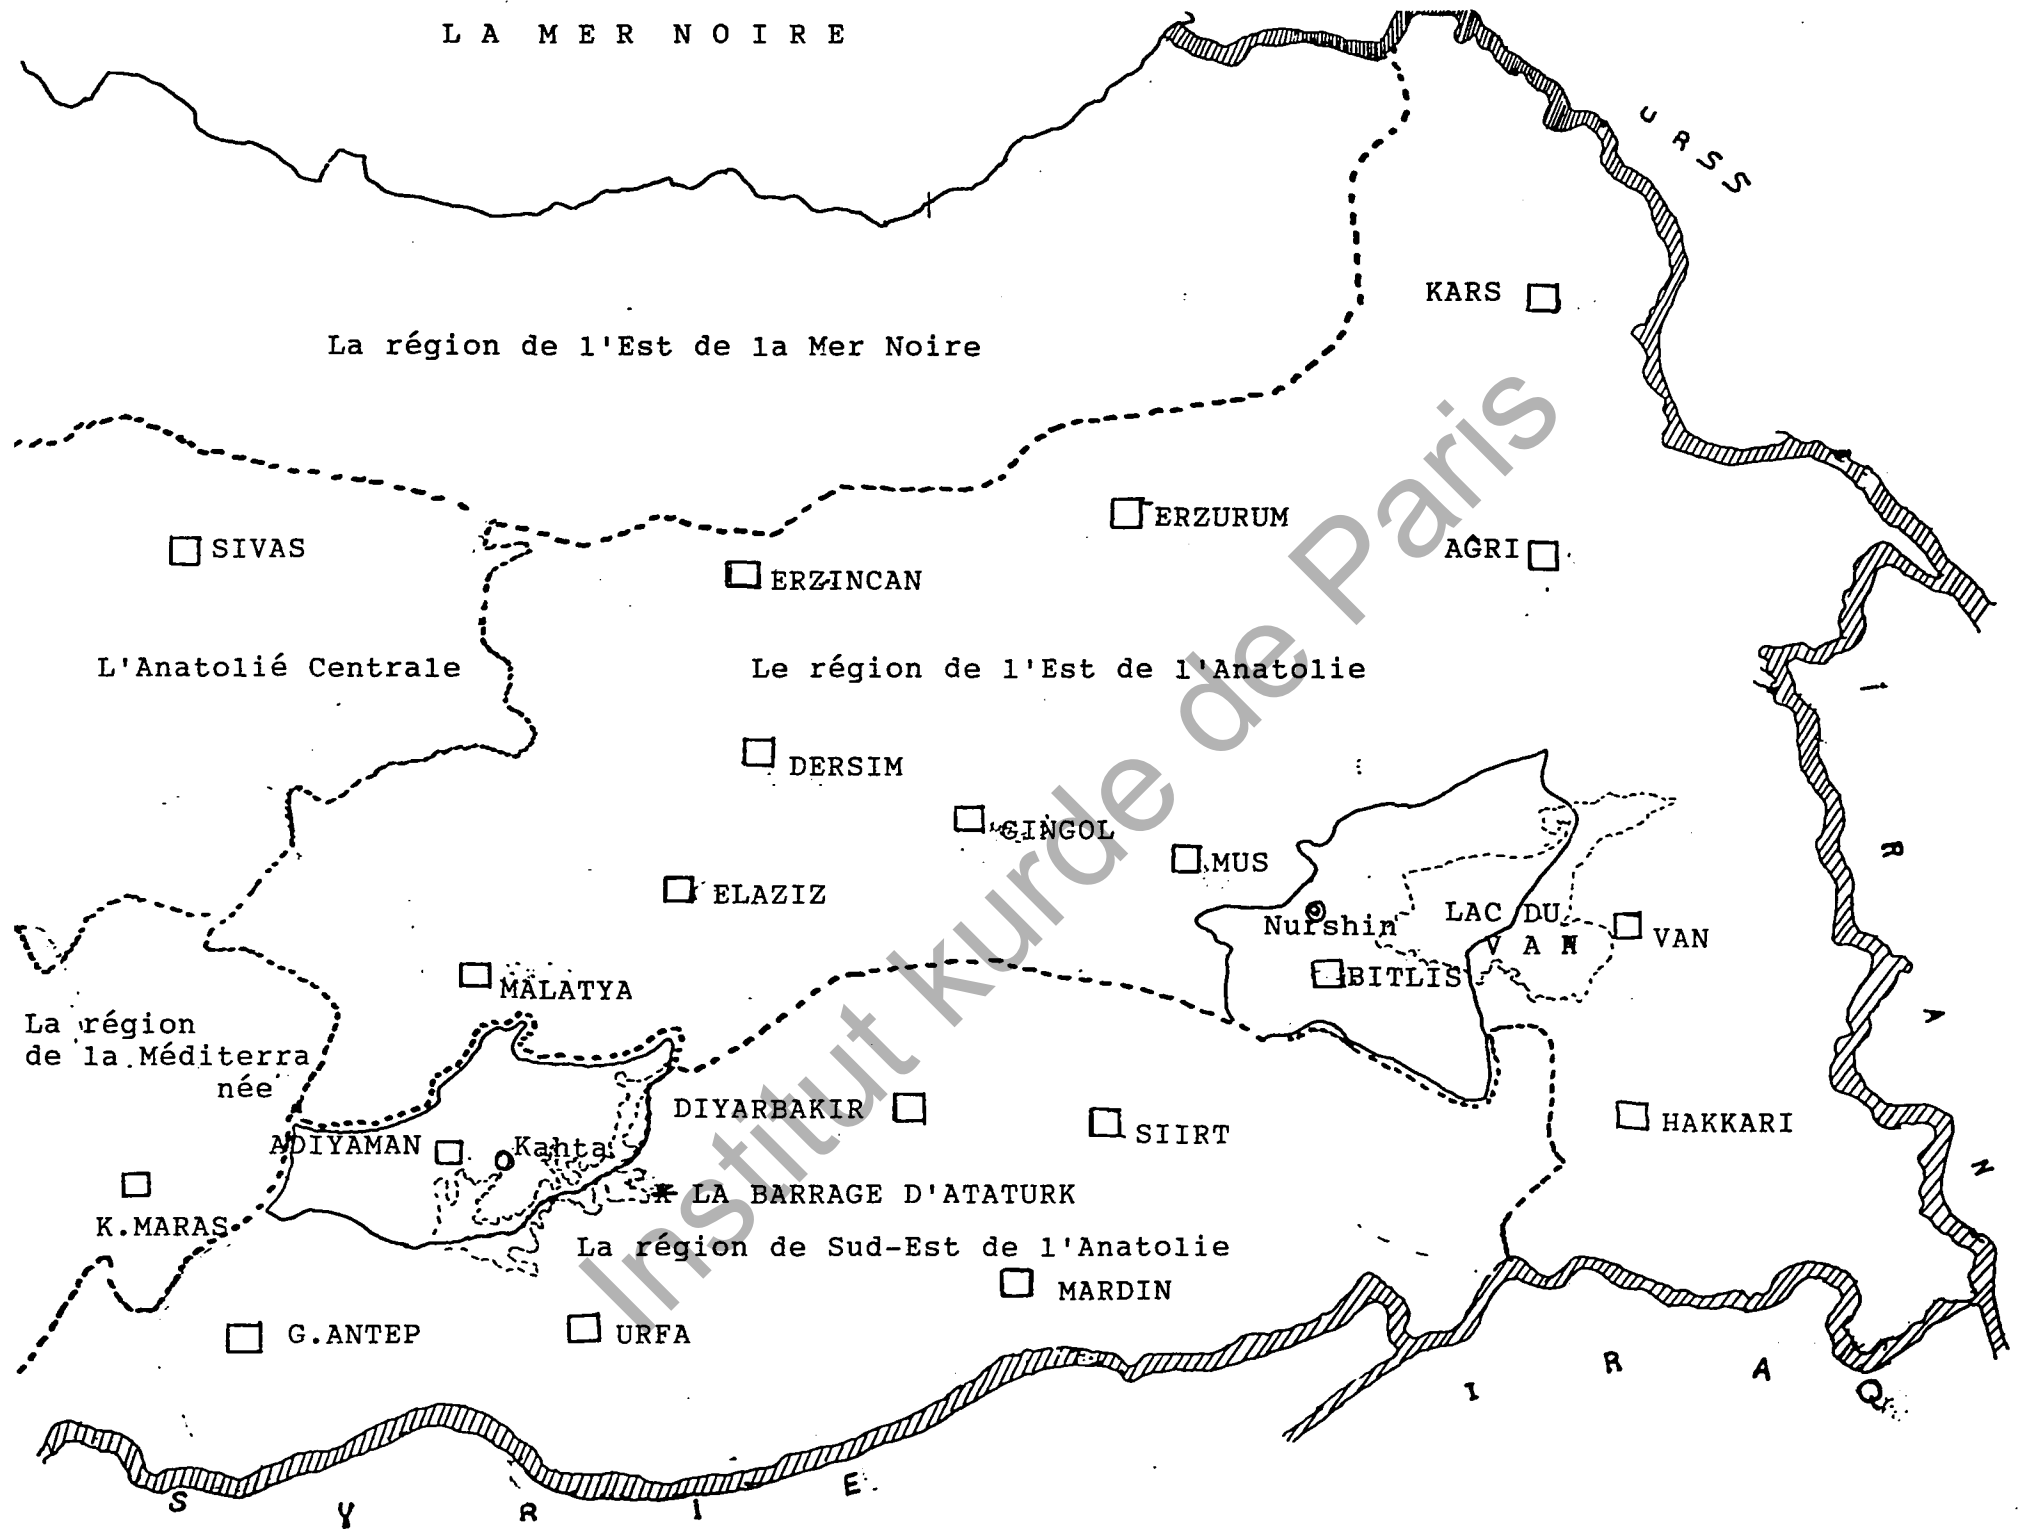 LA MER NOIRE
URSS
KARS
La région de l'Est de la Mer Noire
ERZURUM
SIVAS
AĜRI
ERZINCAN
L'Anatolié Centrale
Le région de l'Est de l'Anatolie
DERSIM
GINGOL
MUS
ELAZIZ
LAC DU
VAN
Nurshin
VAN
BITLIS
MALATYA
IRAN
La région
de la Méditerra
née
DIYARBAKIR
SIIRT
HAKKARI
ADIYAMAN
Kahta
K.MARAS
* LA BARRAGE D'ATATURK
La région de Sud-Est de l'Anatolie
MARDIN
G.ANTEP
URFA
IRAQ
SYRIE
Institut kurde de Paris